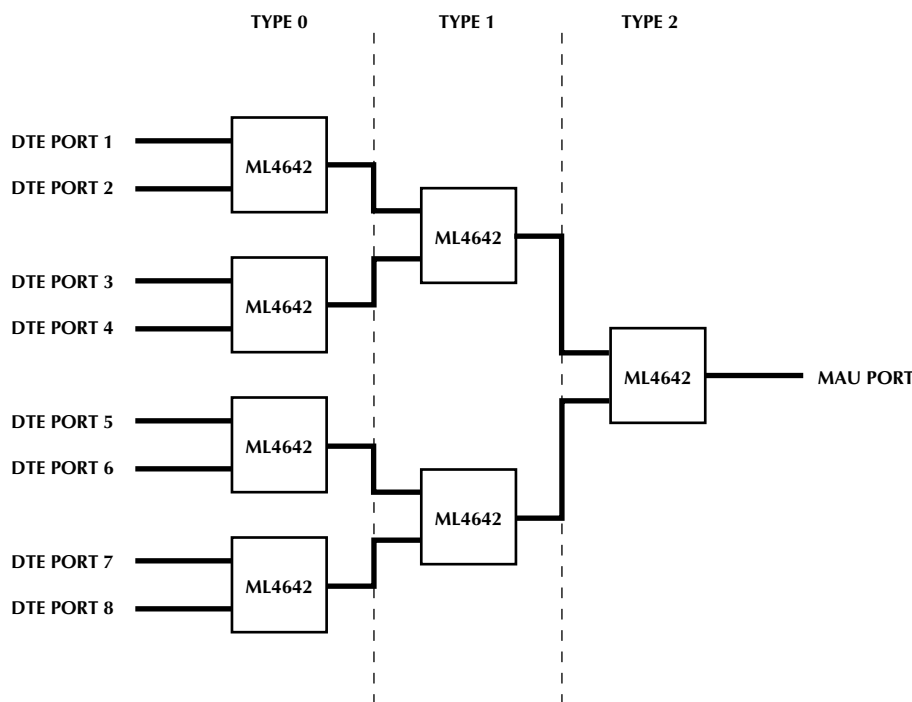 TYPE 0
TYPE 1
TYPE 2
DTE PORT 1
DTE PORT 2
ML4642
DTE PORT 3
DTE PORT 4
ML4642
ML4642
ML4642
MAU PORT
DTE PORT 5
DTE PORT 6
ML4642
ML4642
DTE PORT 7
DTE PORT 8
ML4642